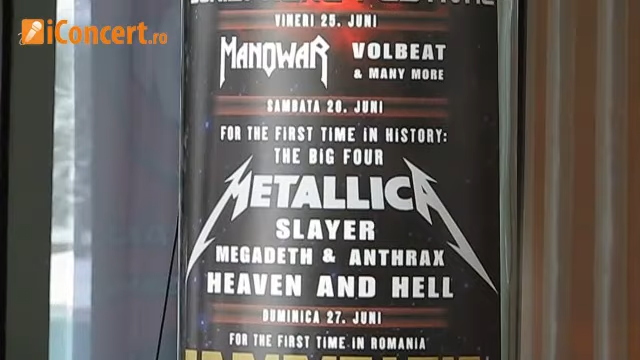 iConcert.ro
VINERI 25. JUNI
MANOWAR
VOLBEAT
& MANY MORE
SAMBATA 26. JUNI
FOR THE FIRST TIME IN HISTORY:
THE BIG FOUR
METALLICA
SLAYER
MEGADETH & ANTHRAX
HEAVEN AND HELL
DUMINICA 27. JUNI
FOR THE FIRST TIME IN ROMANIA